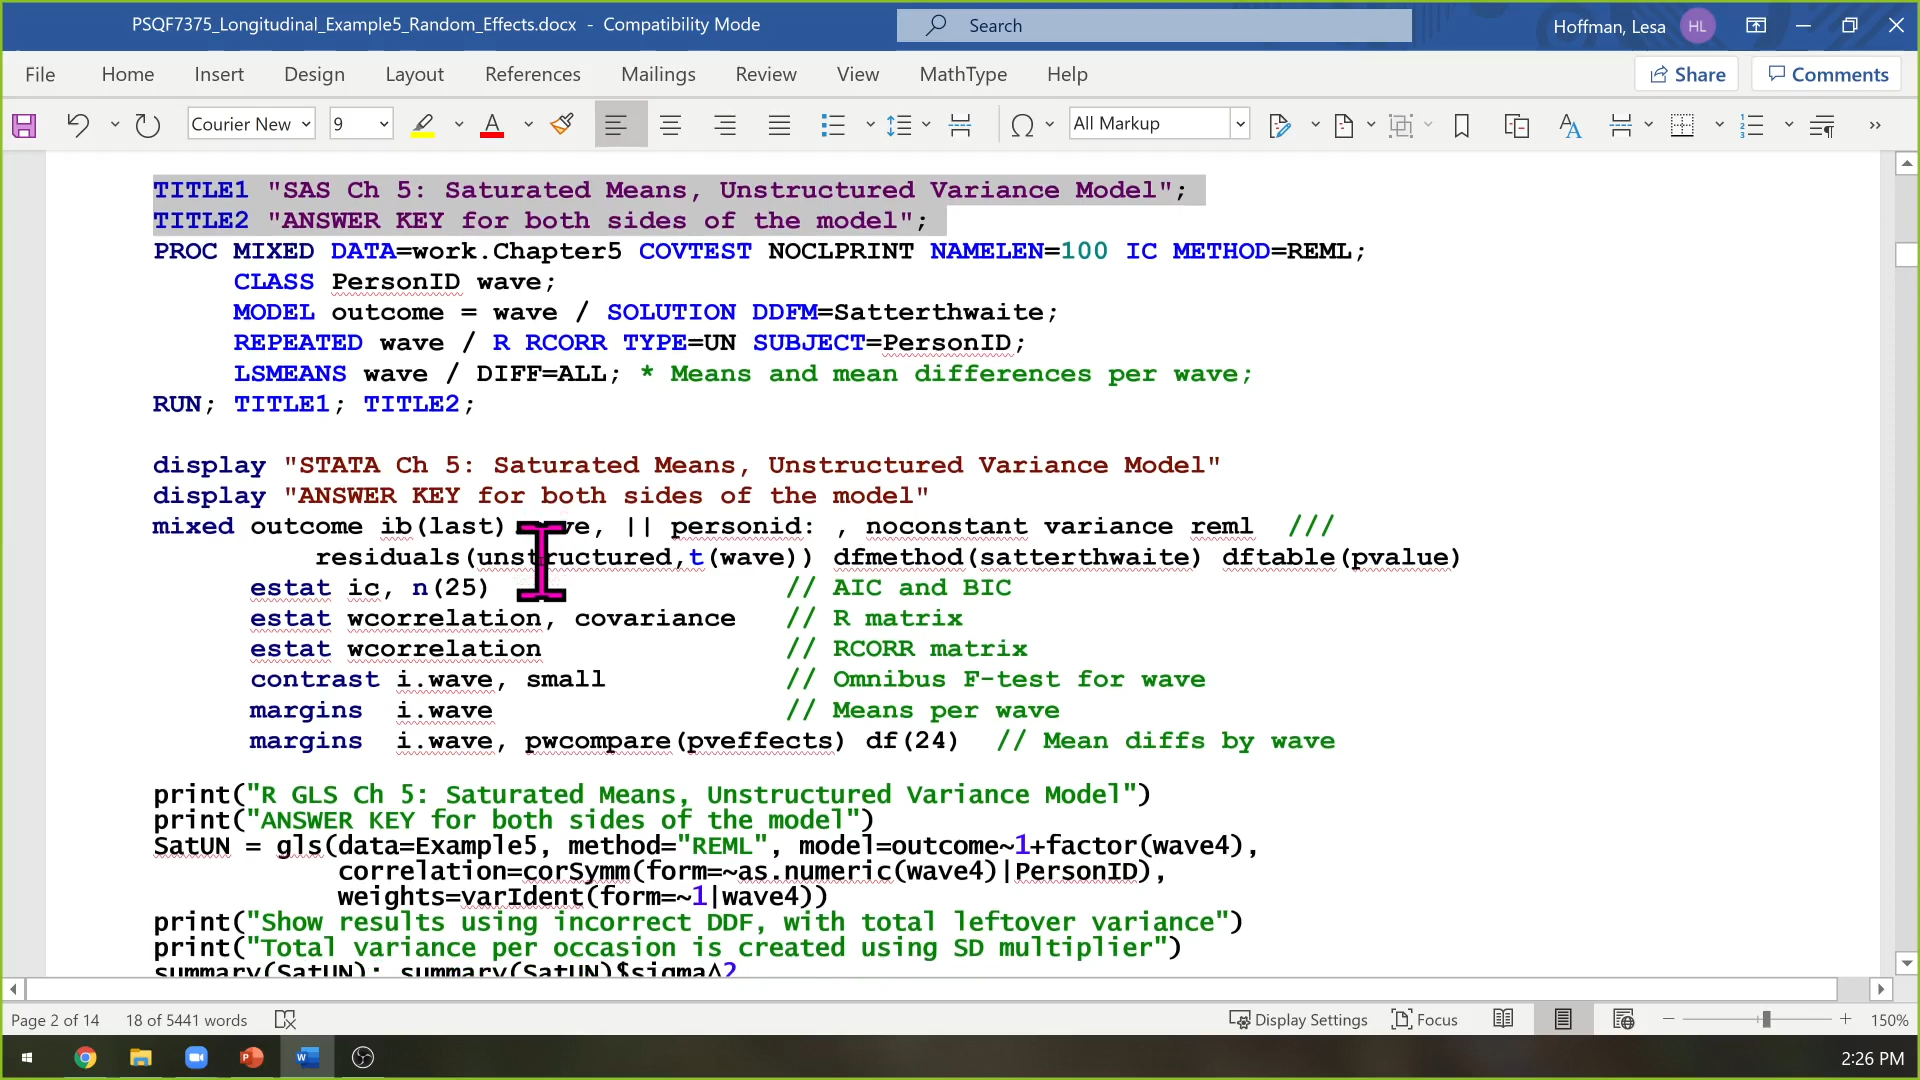 PSQF7375_Longitudinal_Example5_Random_Effects.docx - Compatibility Mode
Search
Hoffman, Lesa HL
File Home Insert Design Layout References Mailings Review View MathType Help
Share Comments
Courier New 9 All Markup
TITLE1 "SAS Ch 5: Saturated Means, Unstructured Variance Model";
TITLE2 "ANSWER KEY for both sides of the model";
PROC MIXED DATA=work.Chapter5 COVTEST NOCLPRINT NAMELEN=100 IC METHOD=REML;
CLASS PersonID wave;
MODEL outcome = wave / SOLUTION DDFM=Satterthwaite;
REPEATED wave / R RCORR TYPE=UN SUBJECT=PersonID;
LSMEANS wave / DIFF=ALL; * Means and mean differences per wave;
RUN; TITLE1; TITLE2;
display "STATA Ch 5: Saturated Means, Unstructured Variance Model"
display "ANSWER KEY for both sides of the model"
mixed outcome ib(last) wave, || personid: , noconstant variance reml ///
residuals(unstructured,t(wave)) dfmethod(satterthwaite) dftable(pvalue)
estat ic, n(25) // AIC and BIC
estat wcorrelation, covariance // R matrix
estat wcorrelation // RCORR matrix
contrast i.wave, small // Omnibus F-test for wave
margins i.wave // Means per wave
margins i.wave, pwcompare(pveffects) df(24) // Mean diffs by wave
print("R GLS Ch 5: Saturated Means, Unstructured Variance Model")
print("ANSWER KEY for both sides of the model")
SatUN = gls(data=Example5, method="REML", model=outcome~1+factor(wave4),
correlation=corSymm(form=~as.numeric(wave4)|PersonID),
weights=varIdent(form=~1|wave4))
print("Show results using incorrect DDF, with total leftover variance")
print("Total variance per occasion is created using SD multiplier")
summary(SatUN); summary(SatUN)$sigma^2
Page 2 of 14 18 of 5441 words Display Settings Focus 150%
2:26 PM